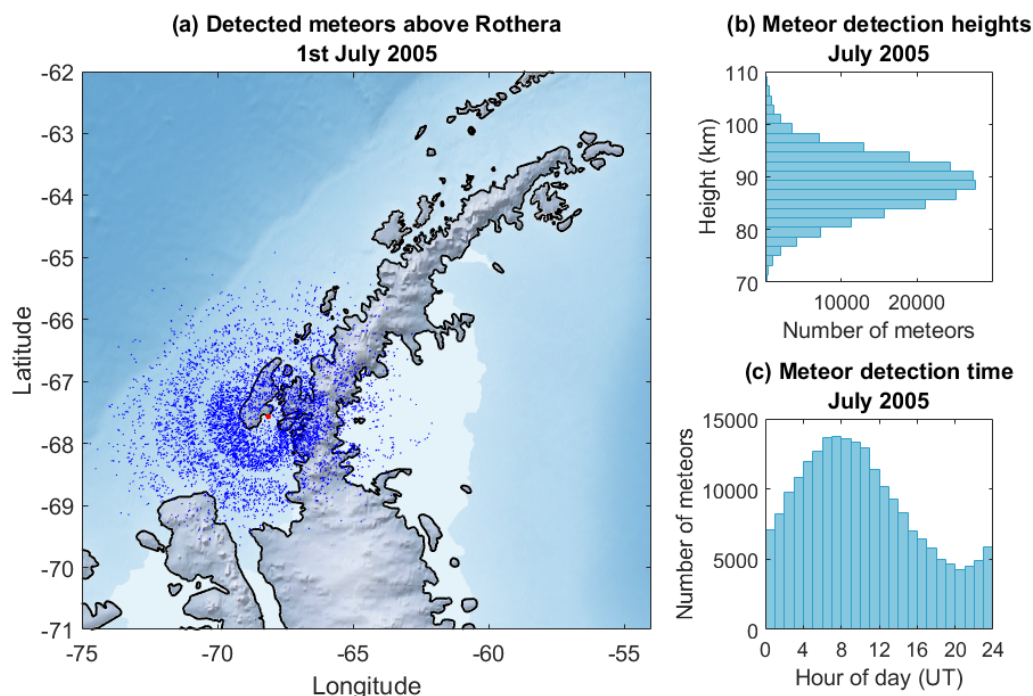 (a) Detected meteors above Rothera
1st July 2005
-62
-63
-64
-65
-66
-67
-68
-69
-70
-71
Latitude
-75
-70
-65
-60
-55
Longitude
(b) Meteor detection heights
July 2005
110
100
90
80
70
Height (km)
10000
20000
Number of meteors
(c) Meteor detection time
July 2005
15000
10000
5000
0
Number of meteors
0
4
8
12
16
20
24
Hour of day (UT)